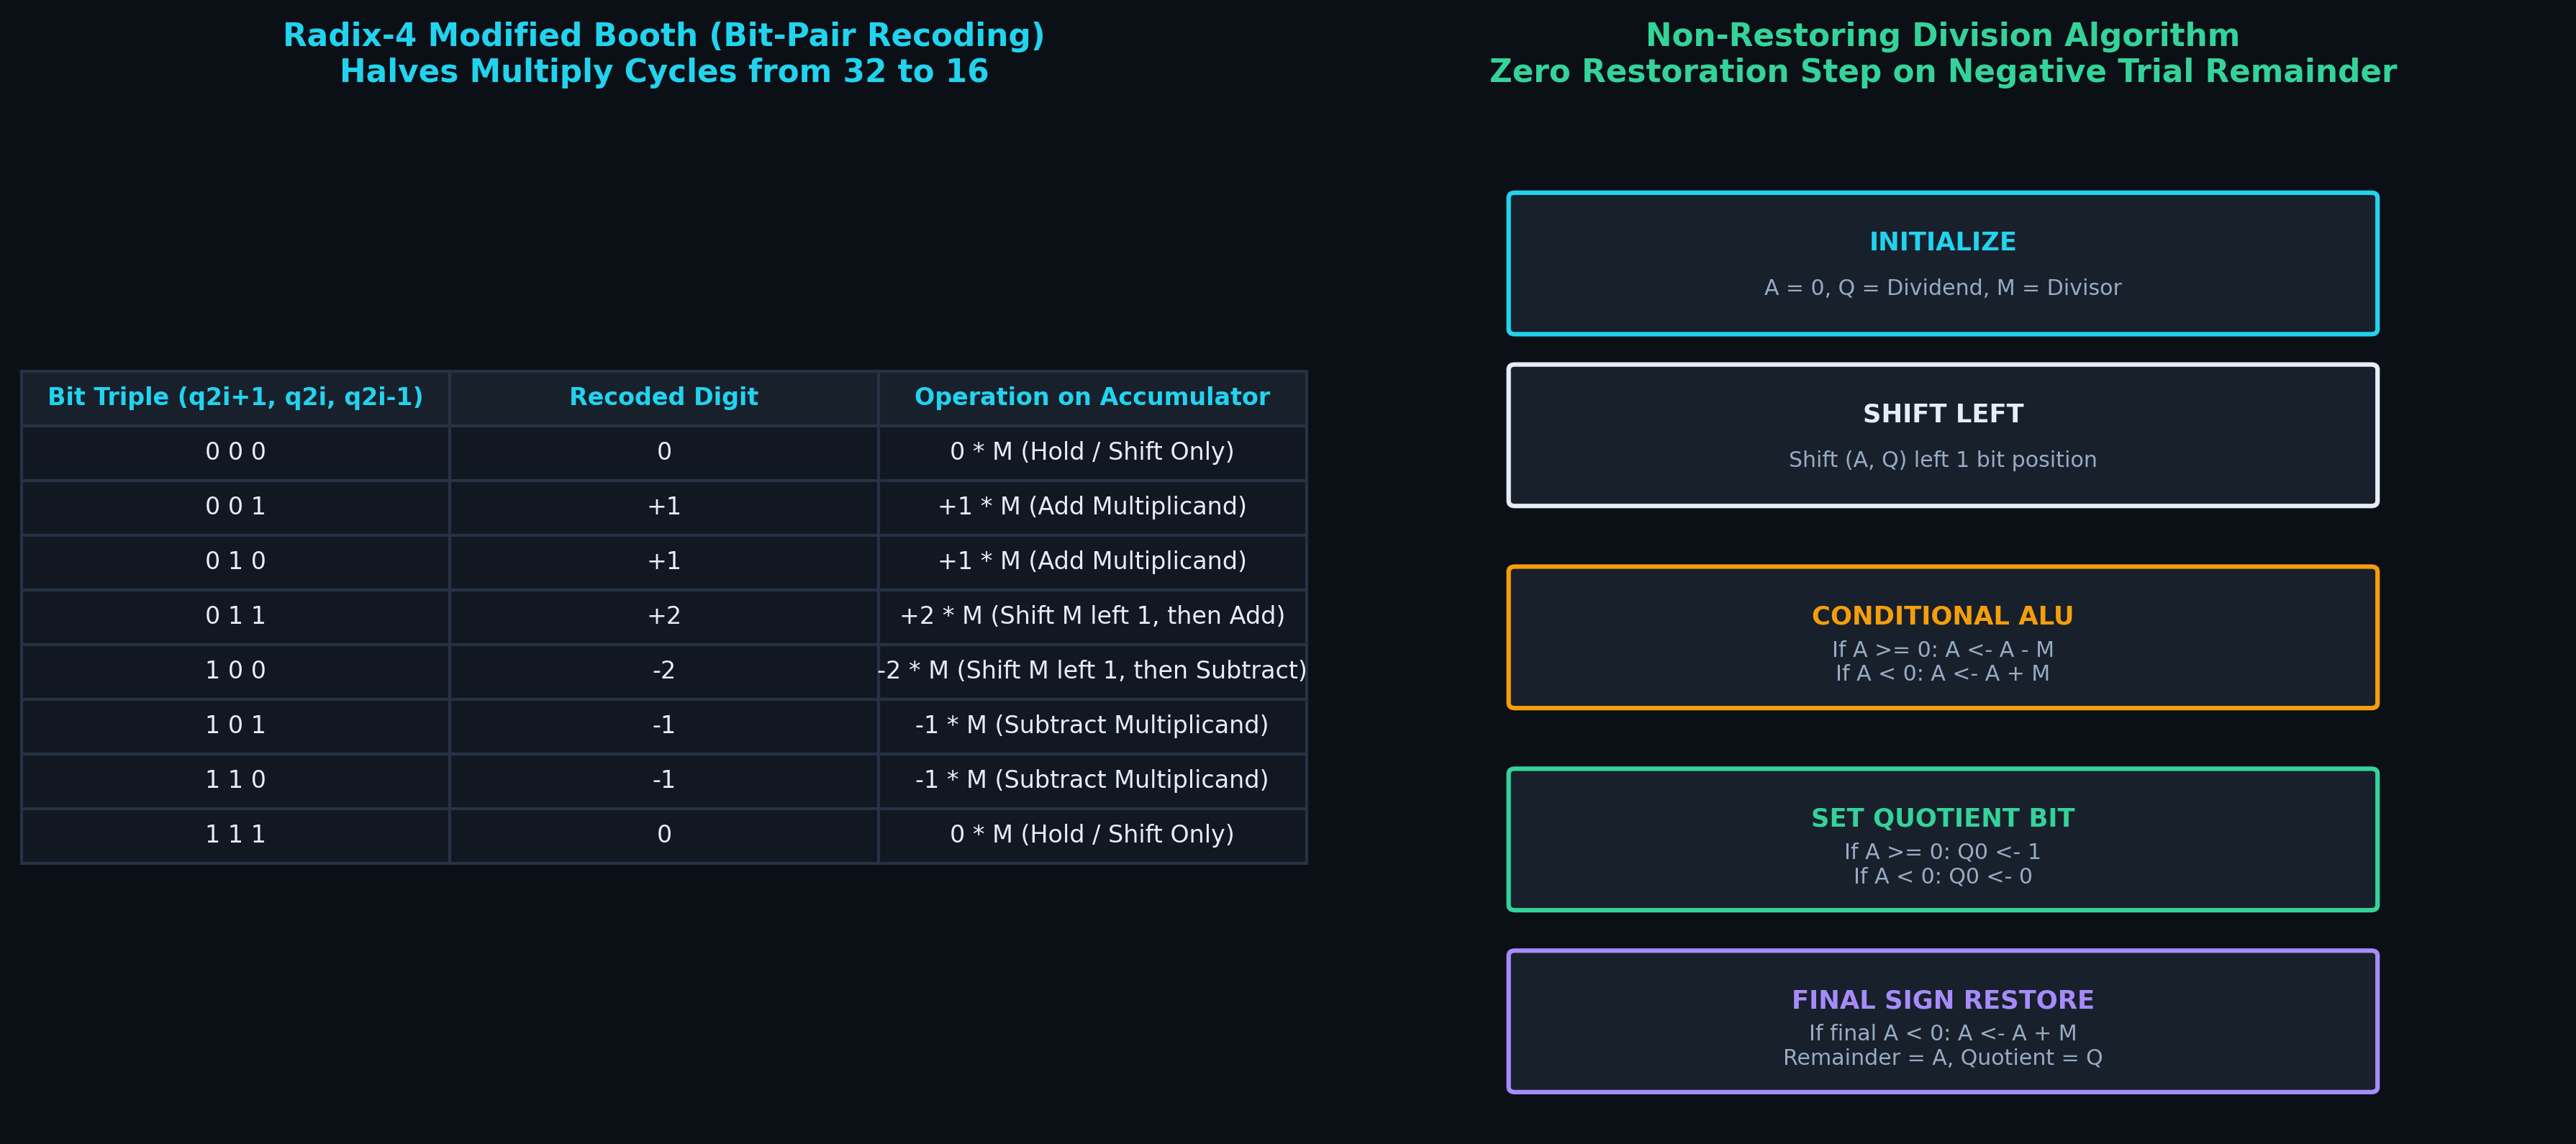 Radix-4 Modified Booth (Bit-Pair Recoding)
Halves Multiply Cycles from 32 to 16
Bit Triple (q2i+1, q2i, q2i-1) Recoded Digit Operation on Accumulator
0 0 0 0 0 * M (Hold / Shift Only)
0 0 1 +1 +1 * M (Add Multiplicand)
0 1 0 +1 +1 * M (Add Multiplicand)
0 1 1 +2 +2 * M (Shift M left 1, then Add)
1 0 0 -2 -2 * M (Shift M left 1, then Subtract)
1 0 1 -1 -1 * M (Subtract Multiplicand)
1 1 0 -1 -1 * M (Subtract Multiplicand)
1 1 1 0 0 * M (Hold / Shift Only)
Non-Restoring Division Algorithm
Zero Restoration Step on Negative Trial Remainder
INITIALIZE
A = 0, Q = Dividend, M = Divisor
SHIFT LEFT
Shift (A, Q) left 1 bit position
CONDITIONAL ALU
If A >= 0: A <- A - M
If A < 0: A <- A + M
SET QUOTIENT BIT
If A >= 0: Q0 <- 1
If A < 0: Q0 <- 0
FINAL SIGN RESTORE
If final A < 0: A <- A + M
Remainder = A, Quotient = Q